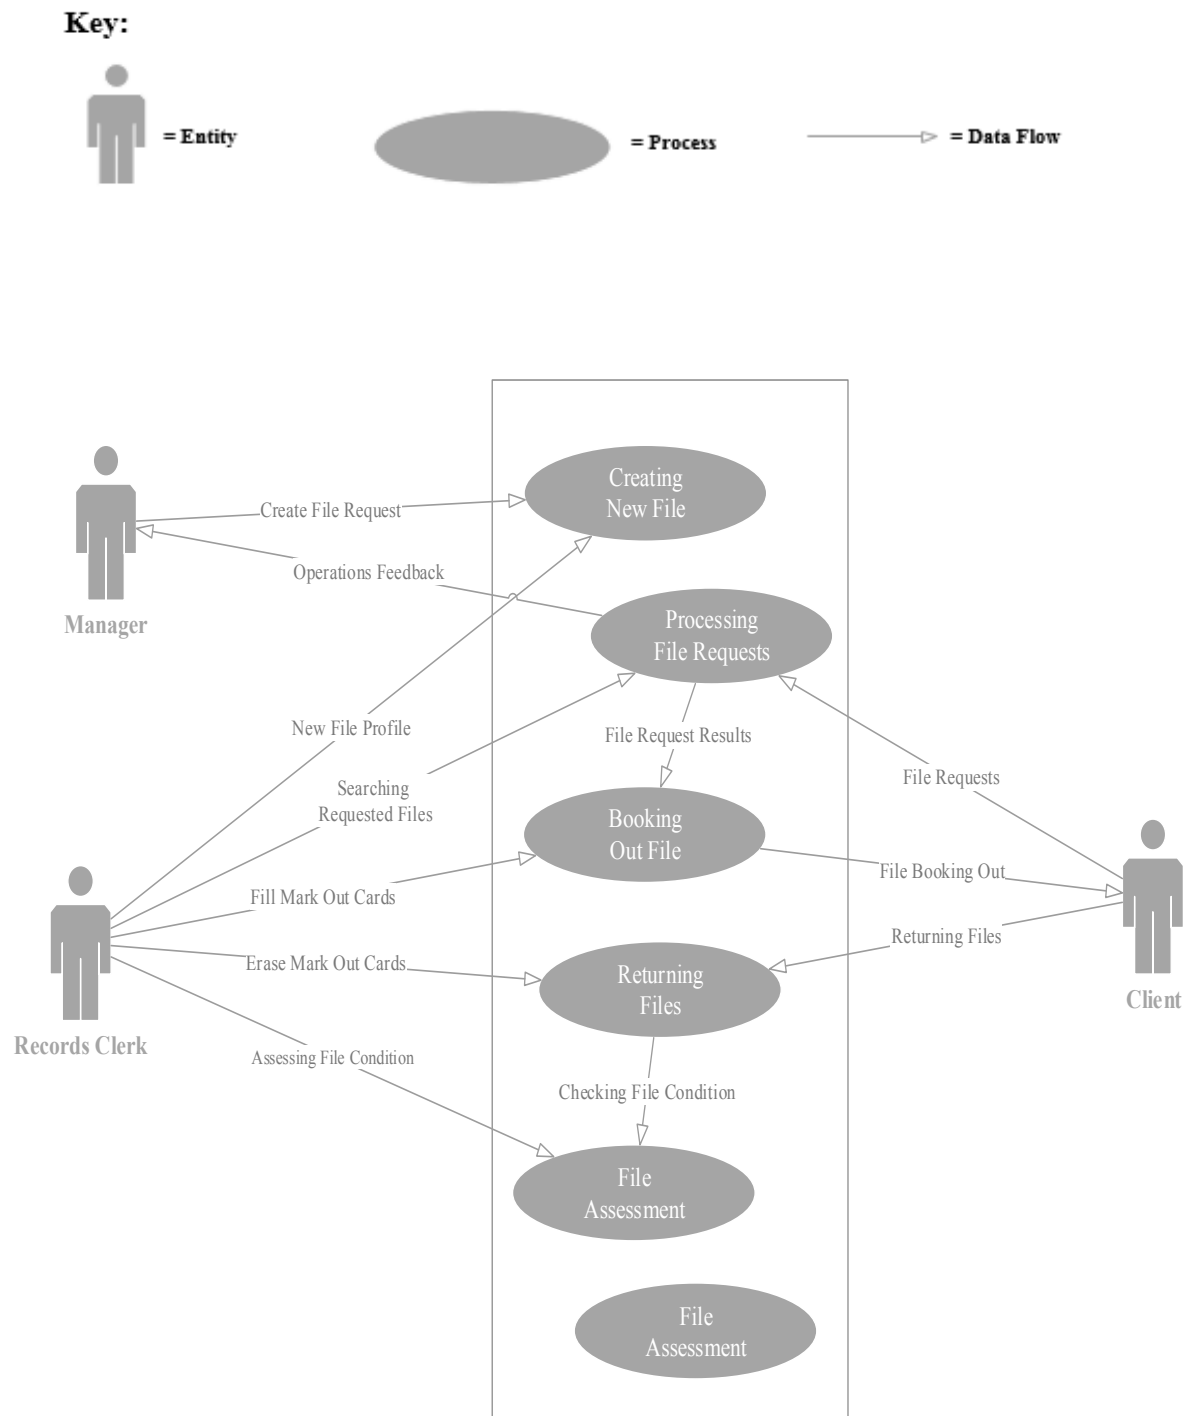 Key:
= Entity
= Process
= Data Flow
Creating
New File
Create File Request
Operations Feedback
Manager
Processing
File Requests
New File Profile
File Request Results
Searching
Requested Files
File Requests
Booking
Out File
File Booking Out
Fill Mark Out Cards
Returning Files
Erase Mark Out Cards
Returning
Files
Client
Records Clerk
Assessing File Condition
Checking File Condition
File
Assessment
File
Assessment